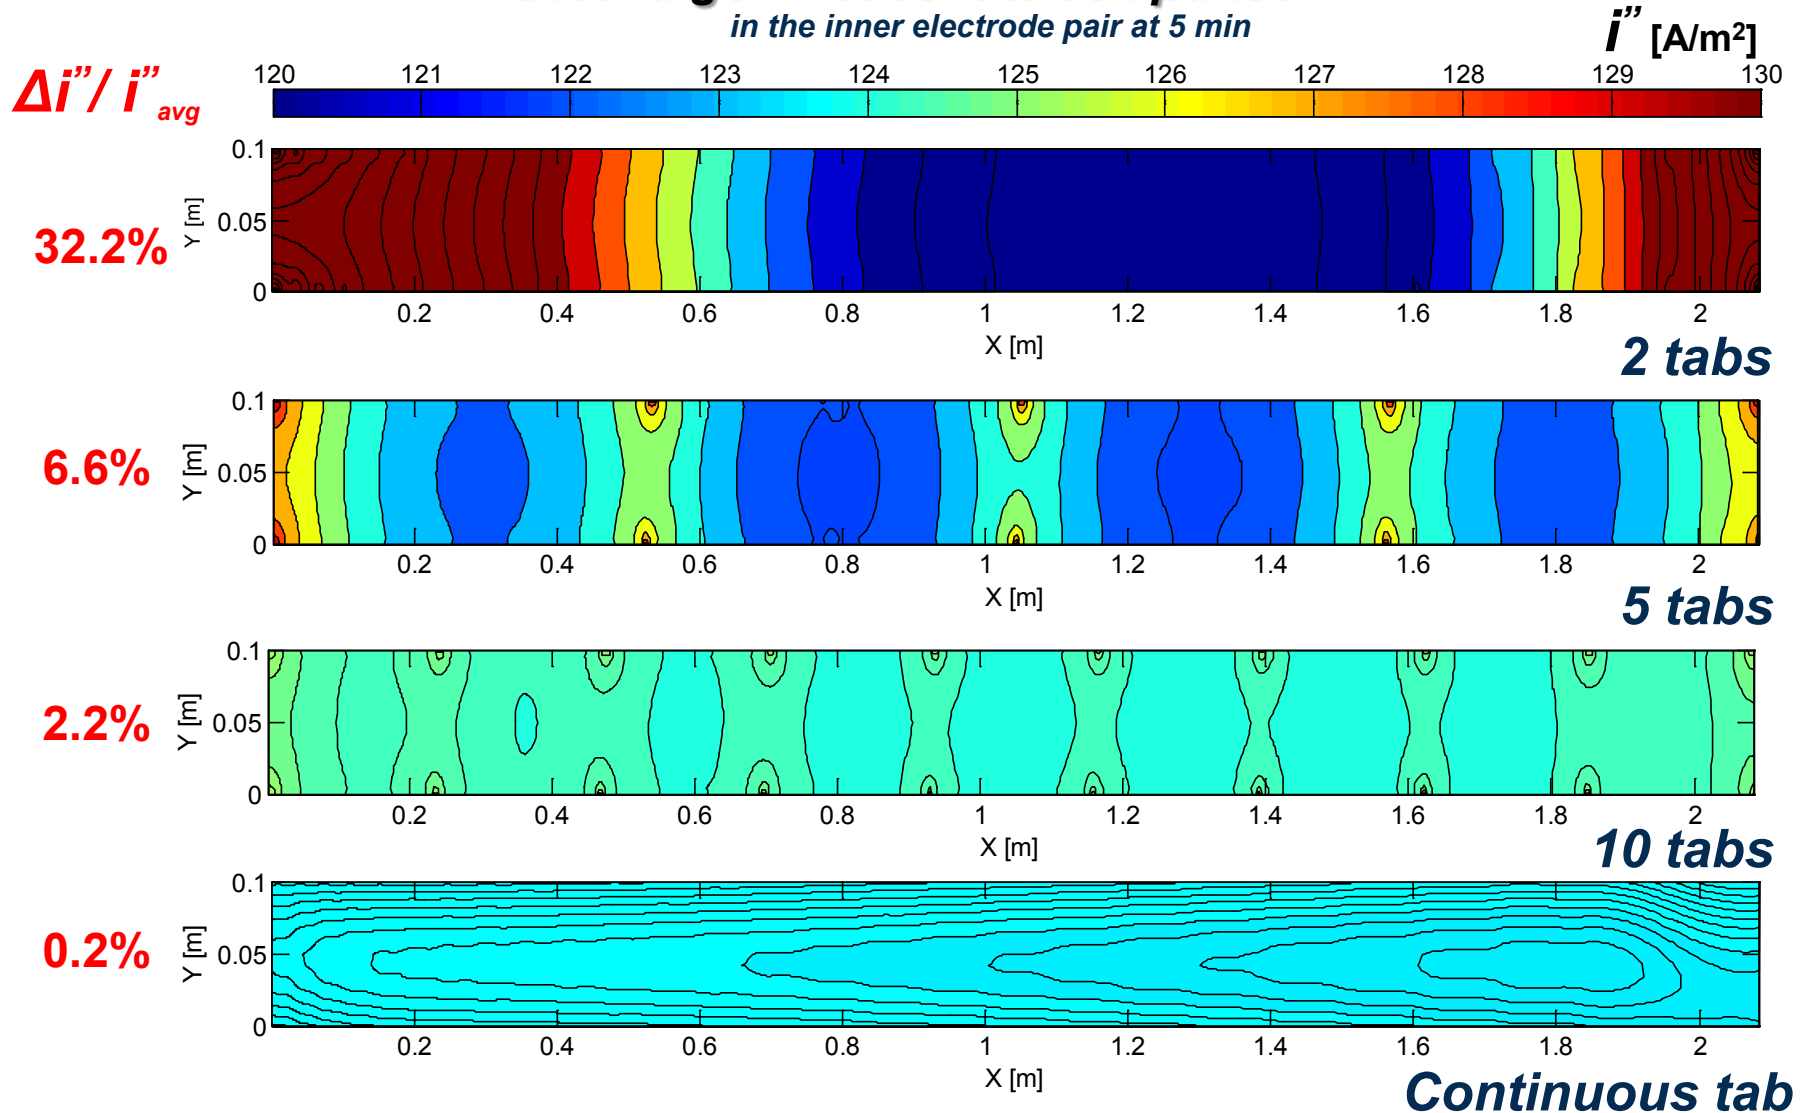 in the inner electrode pair at 5 min
i” [A/m²]
Δi”/ i”avg
120 121 122 123 124 125 126 127 128 129 130
32.2%
Y [m]
0.1
0.05
0
0.2 0.4 0.6 0.8 1 1.2 1.4 1.6 1.8 2
X [m]
2 tabs
6.6%
Y [m]
0.1
0.05
0
0.2 0.4 0.6 0.8 1 1.2 1.4 1.6 1.8 2
X [m]
5 tabs
2.2%
Y [m]
0.1
0.05
0
0.2 0.4 0.6 0.8 1 1.2 1.4 1.6 1.8 2
X [m]
10 tabs
0.2%
Y [m]
0.1
0.05
0
0.2 0.4 0.6 0.8 1 1.2 1.4 1.6 1.8 2
X [m]
Continuous tab